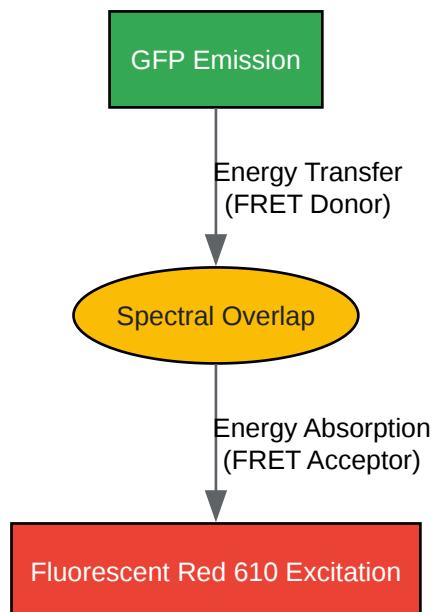 GFP Emission
Energy Transfer
(FRET Donor)
Spectral Overlap
Energy Absorption
(FRET Acceptor)
Fluorescent Red 610 Excitation